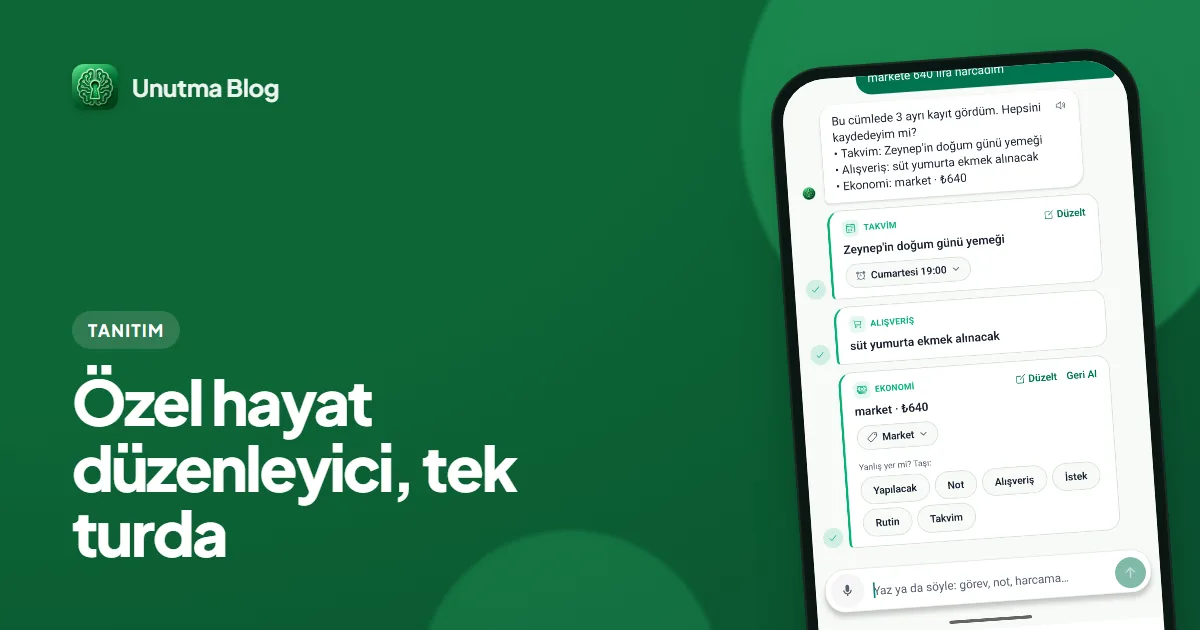 Unutma Blog
TANITIM
Özel hayat
düzenleyici, tek
turda
markete 640 lira harcadım
Bu cümlede 3 ayrı kayıt gördüm. Hepsini
kaydedeyim mi?
• Takvim: Zeynep'in doğum günü yemeği
• Alışveriş: süt yumurta ekmek alınacak
• Ekonomi: market · ₺640
TAKVİM
Düzelt
Zeynep'in doğum günü yemeği
Cumartesi 19:00
ALIŞVERİŞ
süt yumurta ekmek alınacak
EKONOMİ
Düzelt Geri Al
market · ₺640
Market
Yanlış yer mi? Taşı:
Yapılacak Not Alışveriş İstek
Rutin Takvim
Yaz ya da söyle: görev, not, harcama...